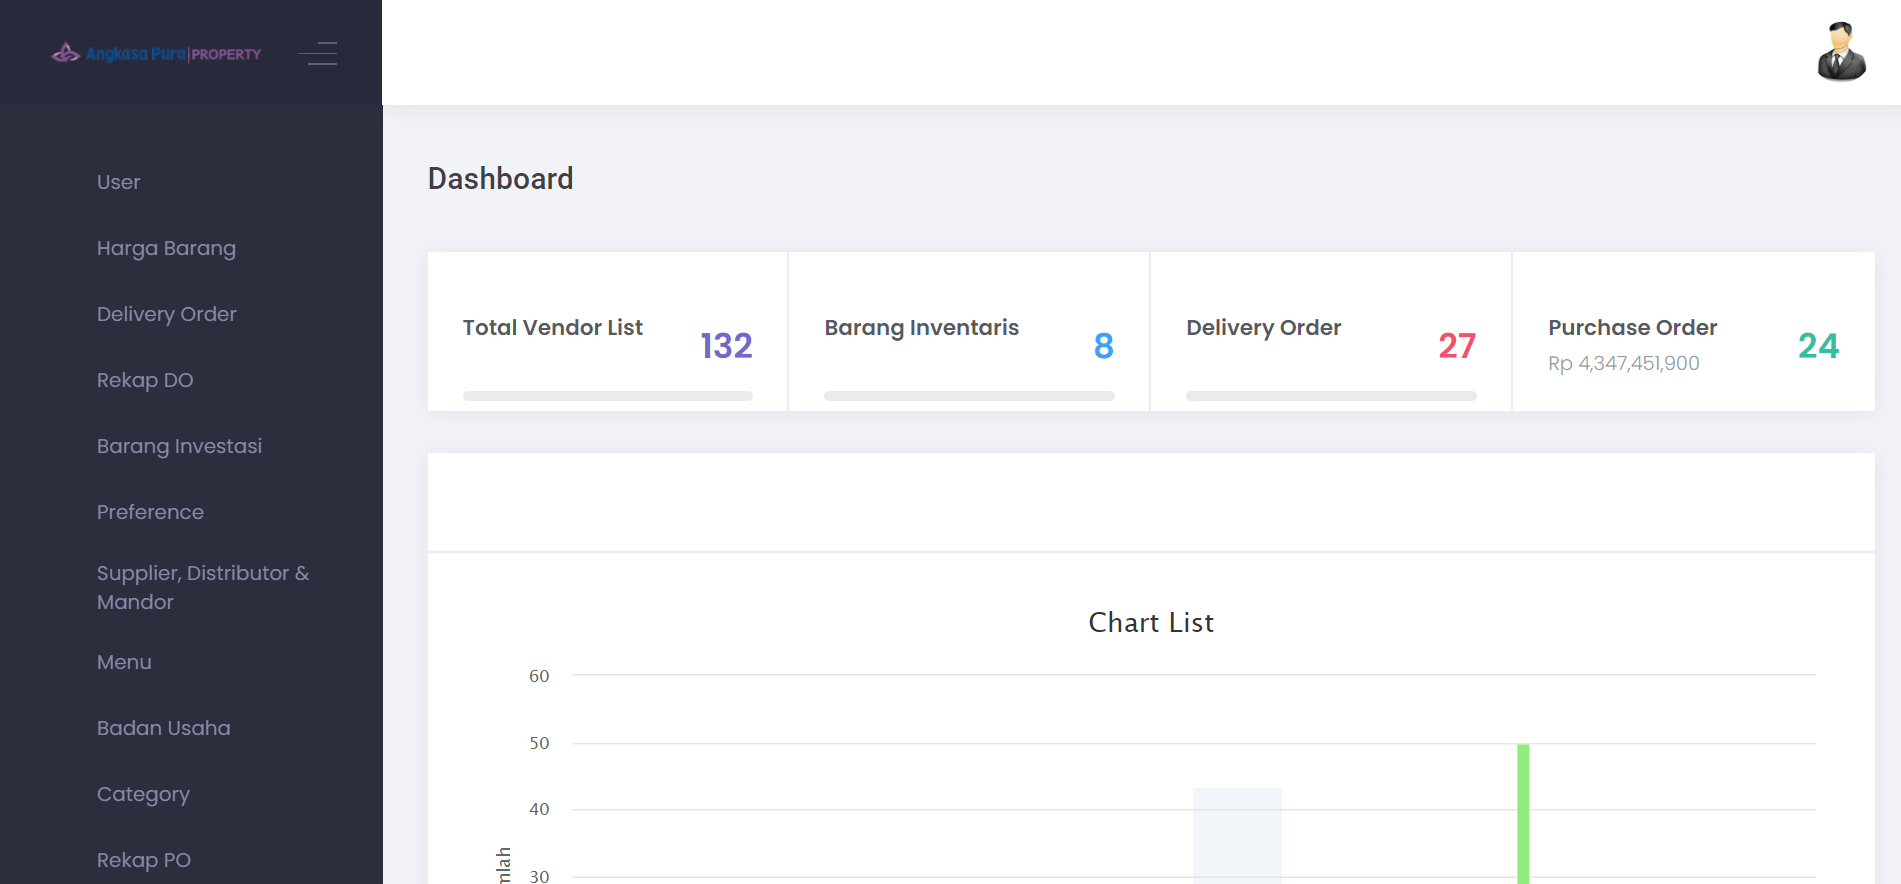 Angkasa Pura|PROPERTY
User
Harga Barang
Delivery Order
Rekap DO
Barang Investasi
Preference
Supplier, Distributor &
Mandor
Menu
Badan Usaha
Category
Rekap PO
Dashboard
Total Vendor List
132
Barang Inventaris
8
Delivery Order
27
Purchase Order
Rp 4,347,451,900
24
Chart List
60
50
40
30